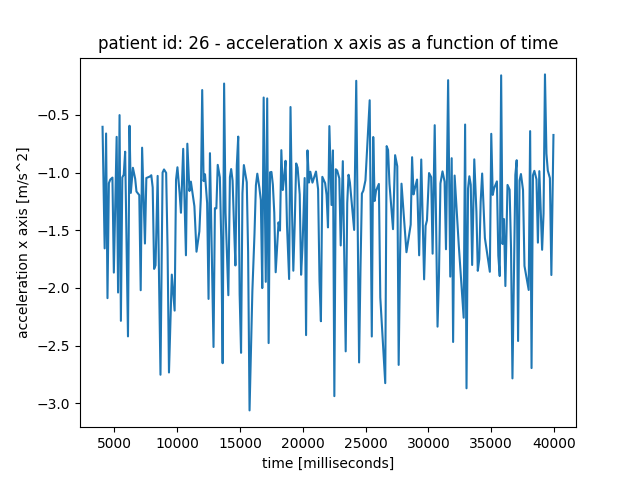 patient id: 26 - acceleration x axis as a function of time
acceleration x axis [m/s^2]
−0.5
−1.0
−1.5
−2.0
−2.5
−3.0
5000 10000 15000 20000 25000 30000 35000 40000
time [milliseconds]